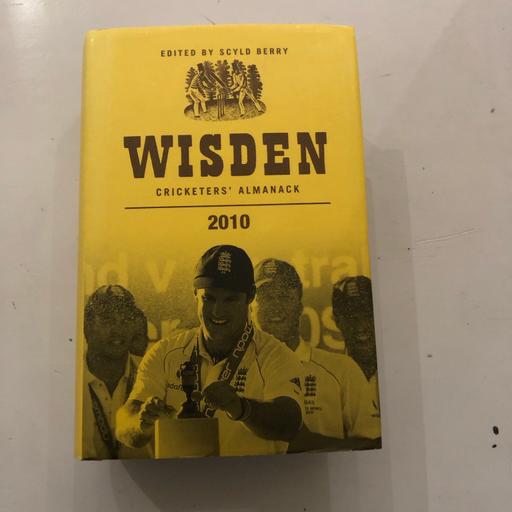 EDITED BY SCYLD BERRY
WISDEN
CRICKETERS' ALMANACK
2010